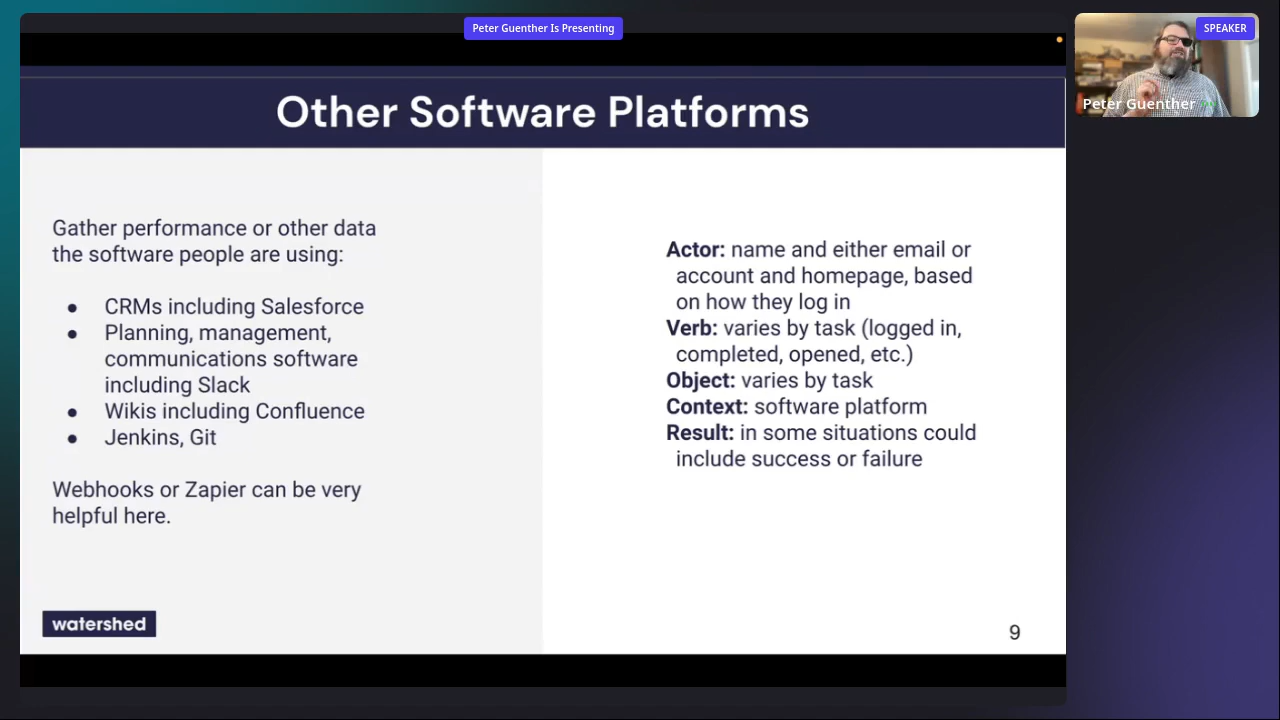 Peter Guenther Is Presenting
SPEAKER
Peter Guenther
Other Software Platforms
Gather performance or other data
the software people are using:
● CRMs including Salesforce
● Planning, management,
communications software
including Slack
● Wikis including Confluence
● Jenkins, Git
Webhooks or Zapier can be very
helpful here.
Actor: name and either email or
account and homepage, based
on how they log in
Verb: varies by task (logged in,
completed, opened, etc.)
Object: varies by task
Context: software platform
Result: in some situations could
include success or failure
watershed
9